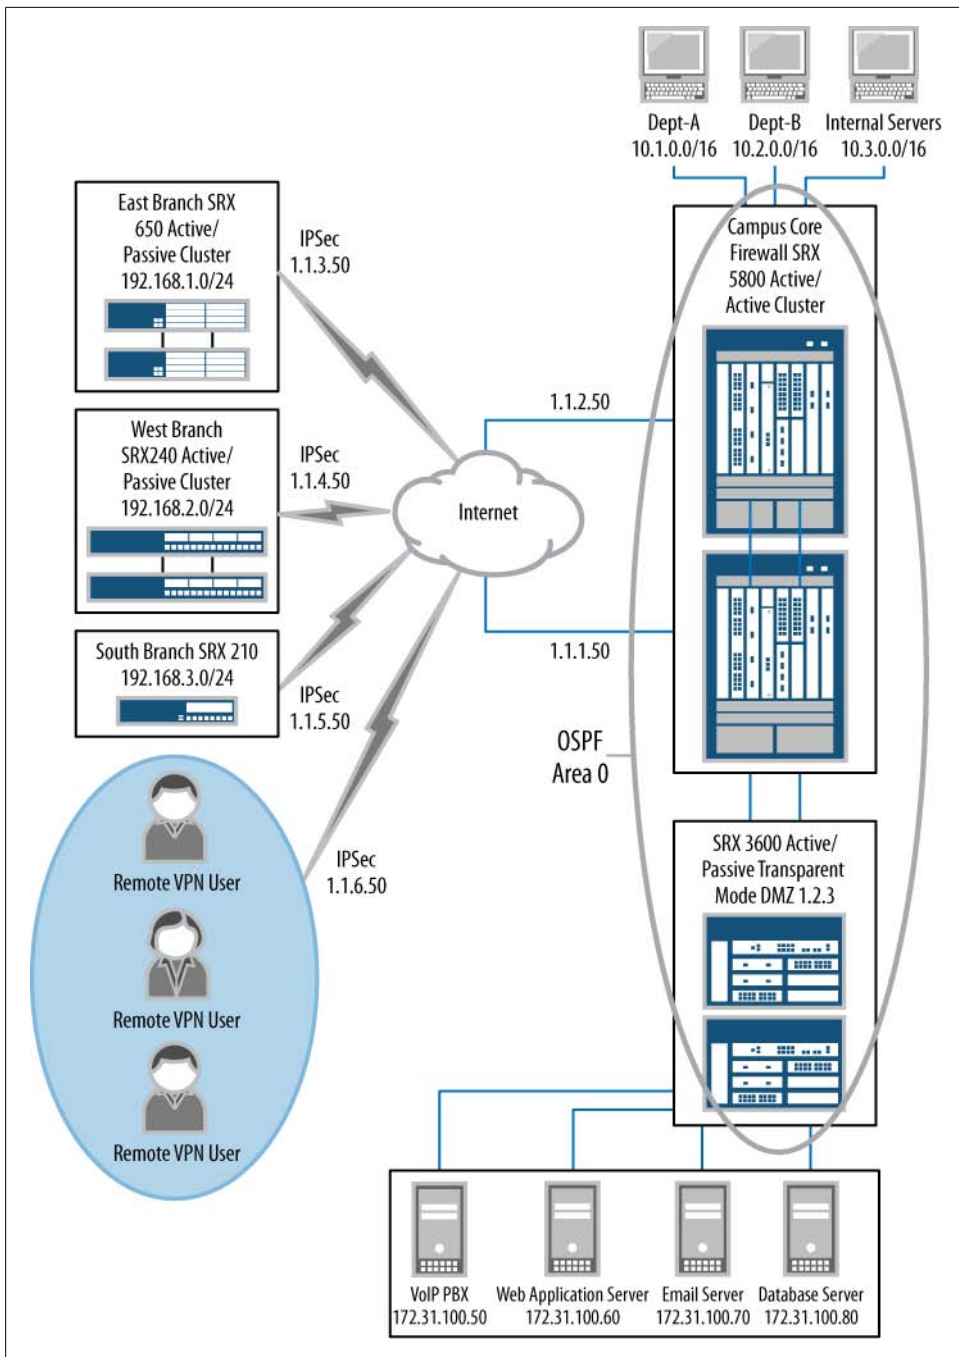 Dept-A
10.1.0.0/16
Dept-B
10.2.0.0/16
Internal Servers
10.3.0.0/16
East Branch SRX
650 Active/
Passive Cluster
192.168.1.0/24
IPSec
1.1.3.50
Campus Core
Firewall SRX
5800 Active/
Active Cluster
1.1.2.50
West Branch
SRX240 Active/
Passive Cluster
192.168.2.0/24
IPSec
1.1.4.50
Internet
South Branch SRX 210
192.168.3.0/24
IPSec
1.1.5.50
1.1.1.50
OSPF
Area 0
Remote VPN User
IPSec
1.1.6.50
Remote VPN User
Remote VPN User
SRX 3600 Active/
Passive Transparent
Mode DMZ 1.2.3
VoIP PBX
172.31.100.50
Web Application Server
172.31.100.60
Email Server
172.31.100.70
Database Server
172.31.100.80